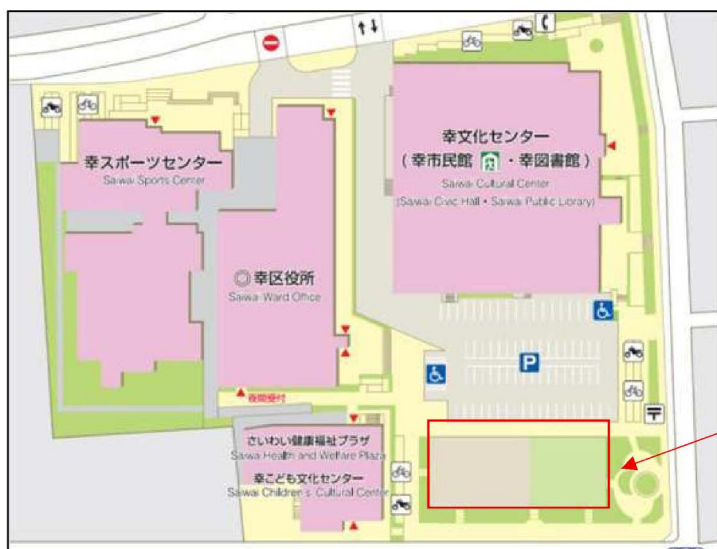 幸スポーツセンター
Saiwai Sports Center
幸文化センター
(幸市民館・幸図書館)
Saiwai Cultural Center
(Saiwai Civic Hall・Saiwai Public Library)
◎幸区役所
Saiwai Ward Office
P
夜間受付
さいわい健康福祉プラザ
Saiwai Health and Welfare Plaza
幸こども文化センター
Saiwai Children's Cultural Center